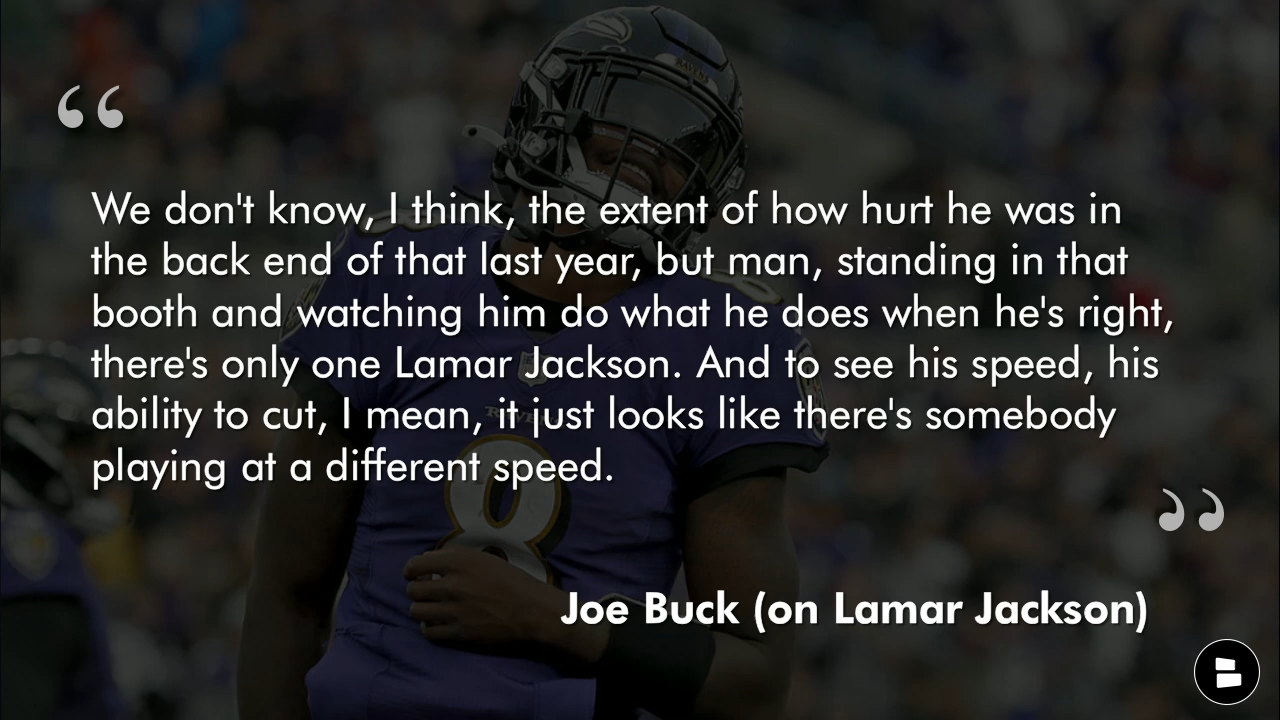 “
We don't know, I think, the extent of how hurt he was in
the back end of that last year, but man, standing in that
booth and watching him do what he does when he's right,
there's only one Lamar Jackson. And to see his speed, his
ability to cut, I mean, it just looks like there's somebody
playing at a different speed.
”
Joe Buck (on Lamar Jackson)
8